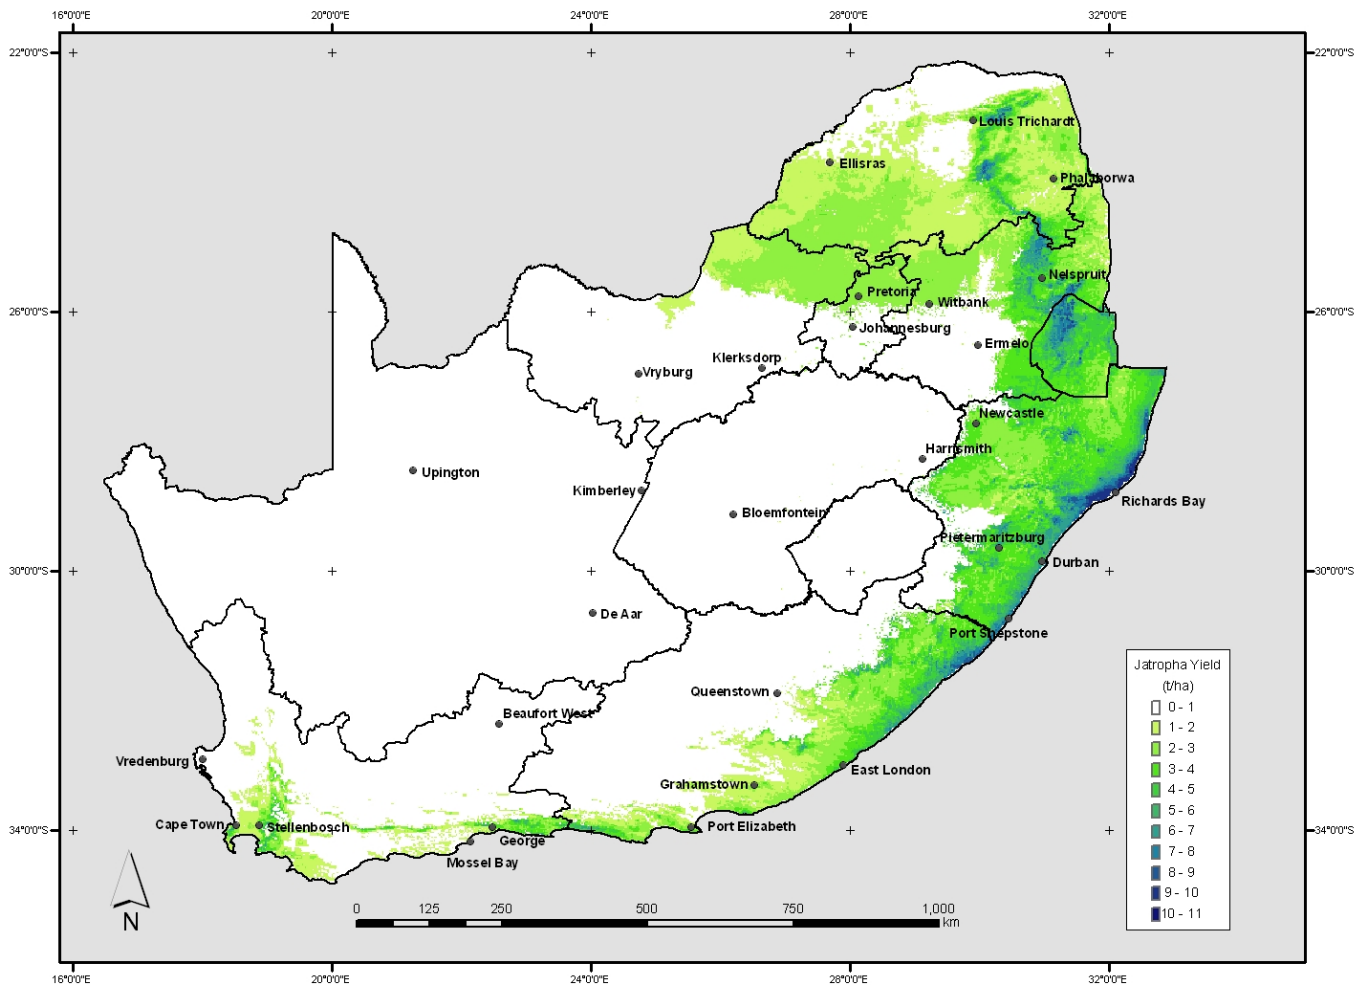 16°0'0"E 20°0'0"E 24°0'0"E 28°0'0"E 32°0'0"E
22°0'0"S 22°0'0"S
Louis Trichardt
Ellisras
Phalaborwa
Nelspruit
Pretoria
Witbank
26°0'0"S 26°0'0"S
Johannesburg
Ermelo
Klerksdorp
Vryburg
Newcastle
Harrismith
Upington
Kimberley
Richards Bay
Bloemfontein
Pietermaritzburg
Durban
30°0'0"S 30°0'0"S
De Aar
Port Shepstone
Jatropha Yield
(t/ha)
0 - 1
1 - 2
2 - 3
3 - 4
4 - 5
5 - 6
6 - 7
7 - 8
8 - 9
9 - 10
10 - 11
Queenstown
Beaufort West
Vredenburg
East London
Grahamstown
Cape Town
Stellenbosch
Port Elizabeth
34°0'0"S 34°0'0"S
George
Mossel Bay
N
0 125 250 500 750 1,000
km
16°0'0"E 20°0'0"E 24°0'0"E 28°0'0"E 32°0'0"E